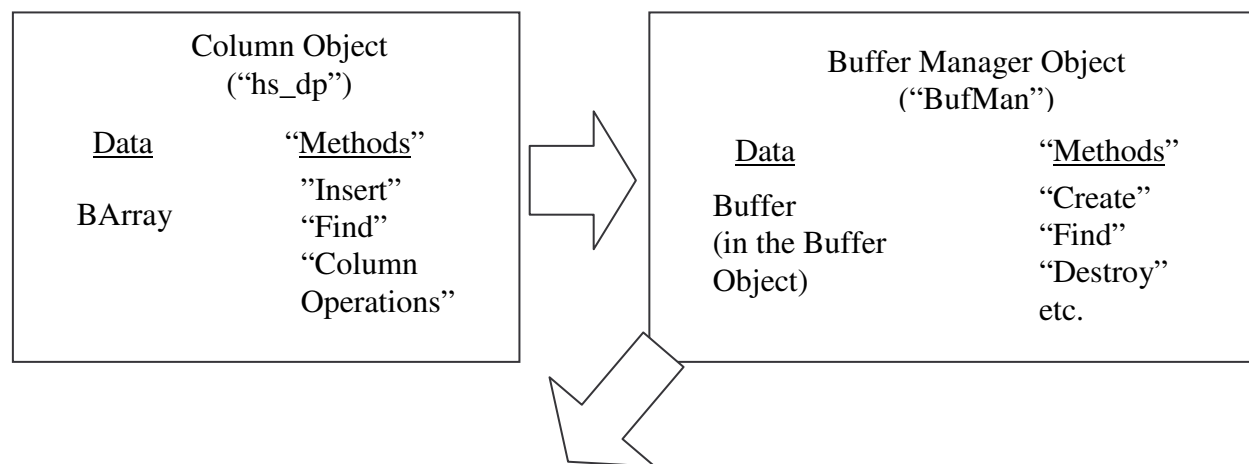 Column Object
(“hs_dp”)
Data
“Methods”
BArray
”Insert”
“Find”
“Column
Operations”
Buffer Manager Object
(“BufMan”)
Data
“Methods”
Buffer
(in the Buffer
Object)
“Create”
“Find”
“Destroy”
etc.